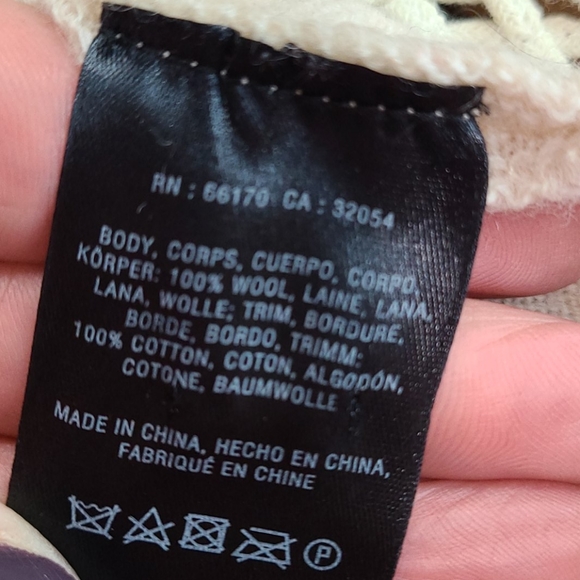 RN : 66170 CA : 32054
BODY, CORPS, CUERPO, CORPO,
KÖRPER: 100% WOOL, LAINE, LANA,
LANA, WOLLE; TRIM, BORDURE,
BORDE, BORDO, TRIMM:
100% COTTON, COTON, ALGODÓN,
COTONE, BAUMWOLLE
MADE IN CHINA, HECHO EN CHINA,
FABRIQUÉ EN CHINE
P